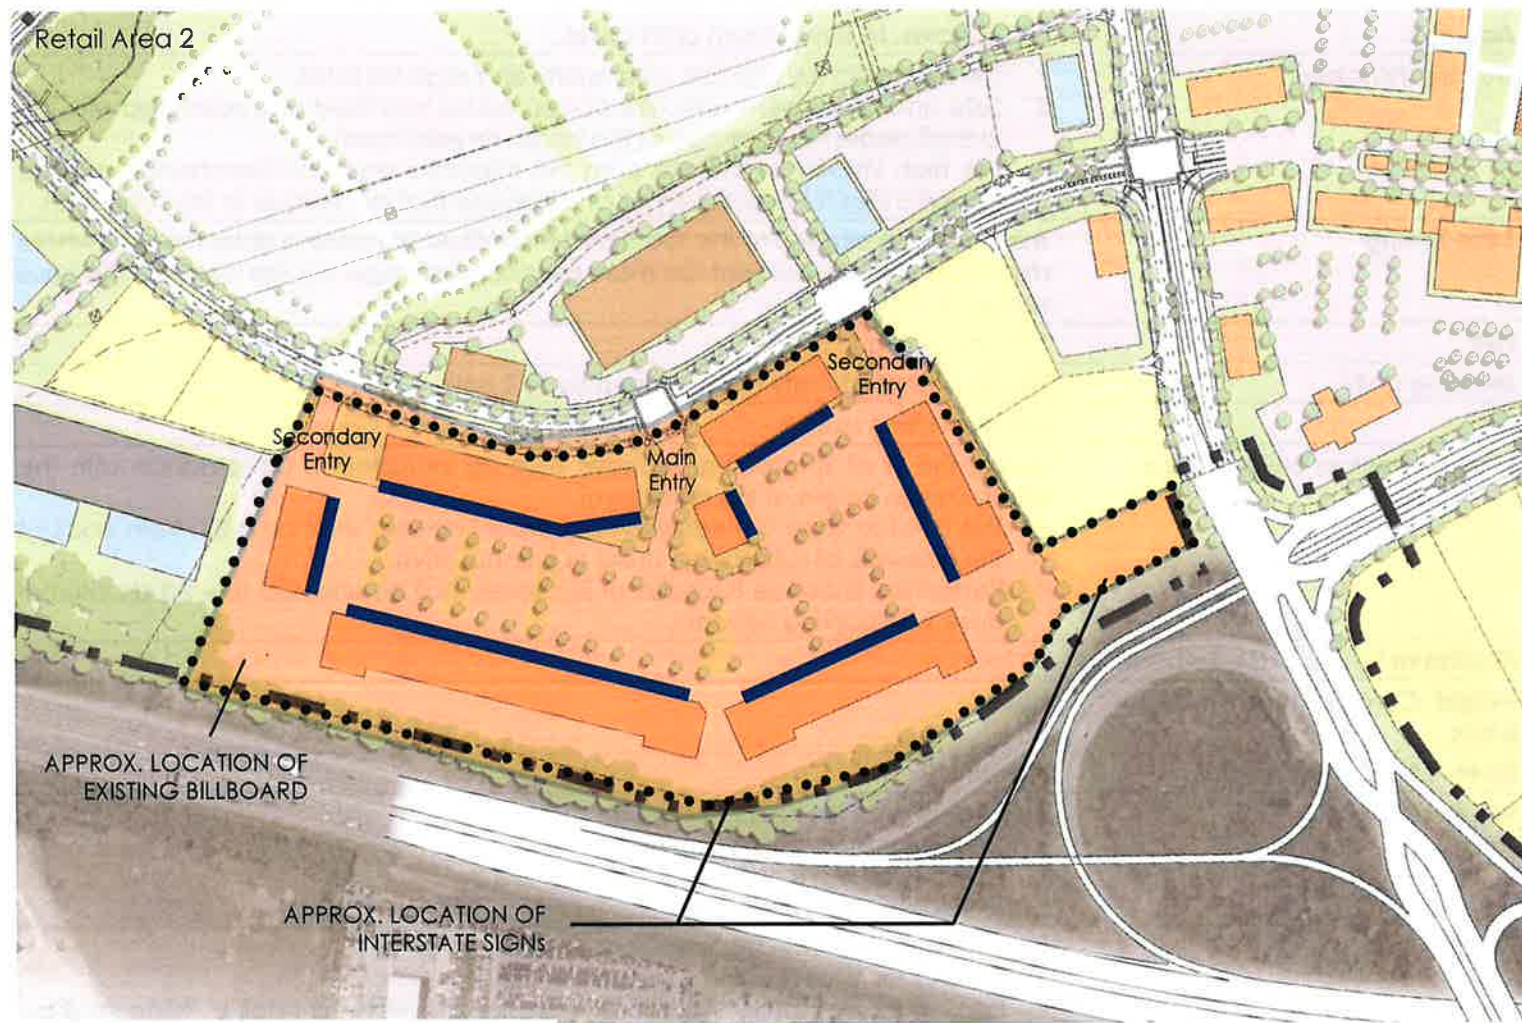 Retail Area 2
Secondary
Entry
Secondary
Entry
Main
Entry
APPROX. LOCATION OF
EXISTING BILLBOARD
APPROX. LOCATION OF
INTERSTATE SIGNs